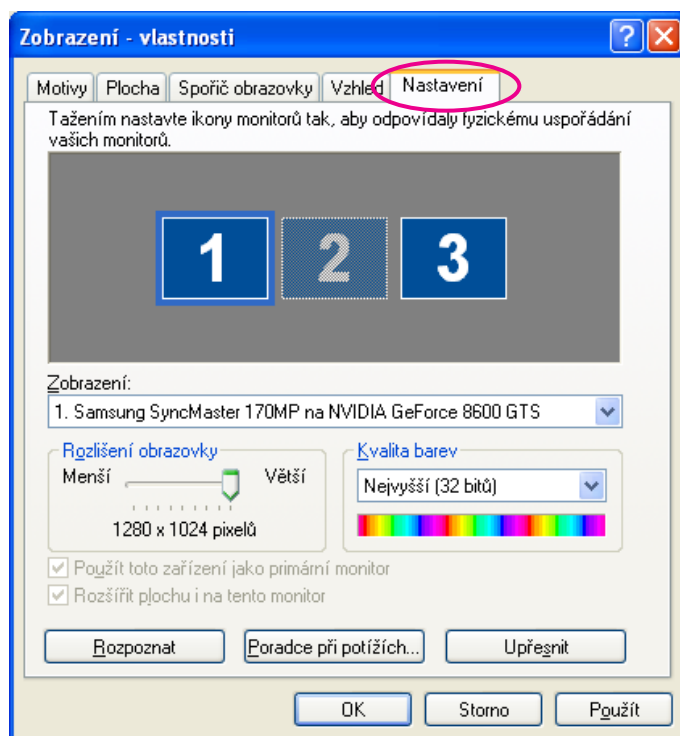 Zobrazení - vlastnosti
Motivy Plocha Spořič obrazovky Vzhled Nastavení
Tažením nastavte ikony monitorů tak, aby odpovídaly fyzickému uspořádání
vašich monitorů.
1 2 3
Zobrazení:
1. Samsung SyncMaster 170MP na NVIDIA GeForce 8600 GTS
Rozlišení obrazovky
Menší Větší
1280 x 1024 pixelů
Kvalita barev
Nejvyšší (32 bitů)
Použít toto zařízení jako primární monitor
Rozšířit plochu i na tento monitor
Rozpoznat Poradce při potížích... Upřesnit
OK Storno Použít